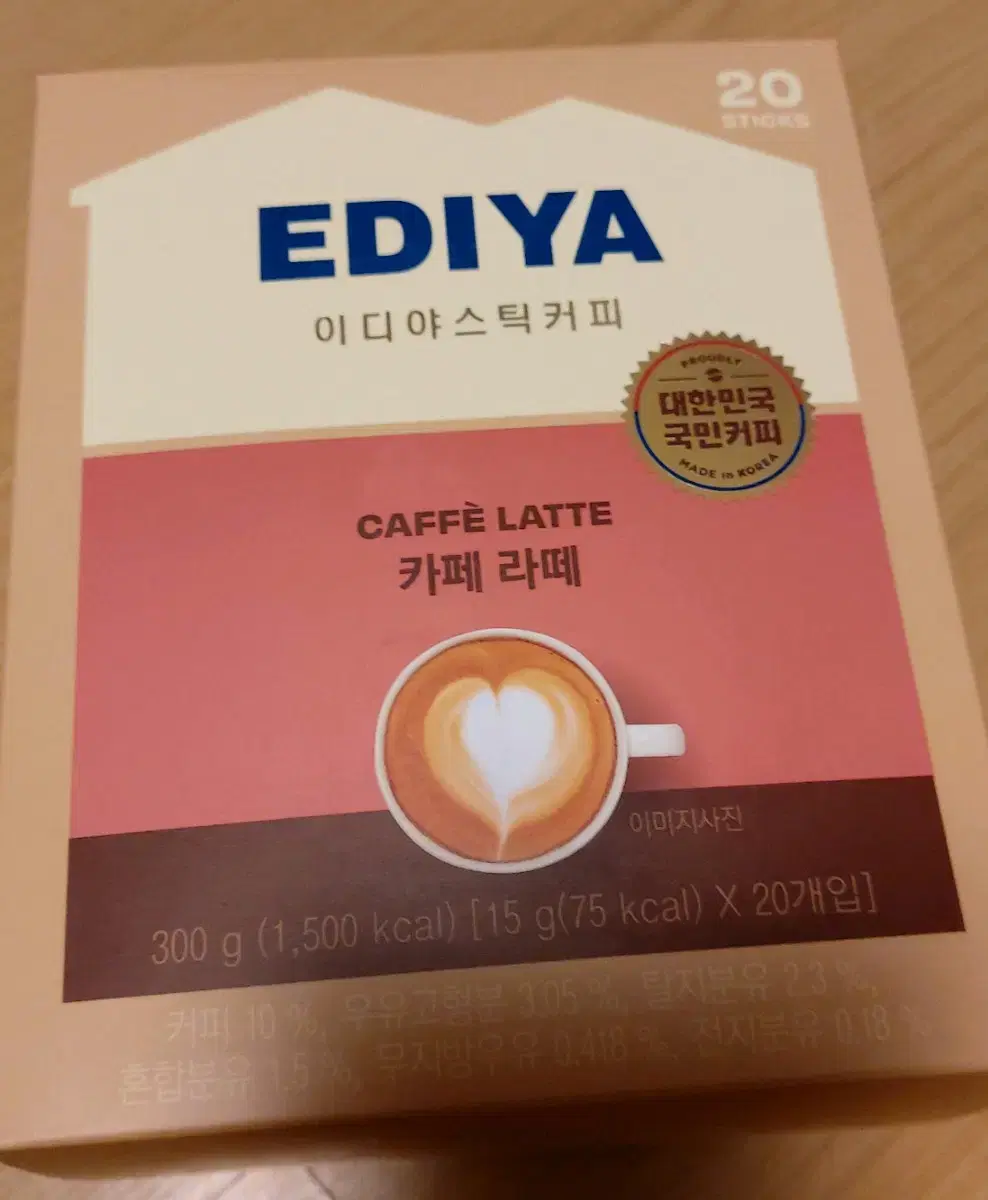 20
STICKS
EDIYA
이디야스틱커피
PROUDLY
대한민국
국민커피
MADE in KOREA
CAFFÈ LATTE
카페 라떼
이미지사진
300 g (1,500 kcal) [15 g(75 kcal) X 20개입]
커피 10 %, 우유고형분 3.05 %, 탈지분유 2.3 %,
혼합분유 1.5 %, 무지방우유 0.418 %, 전지분유 0.18 %